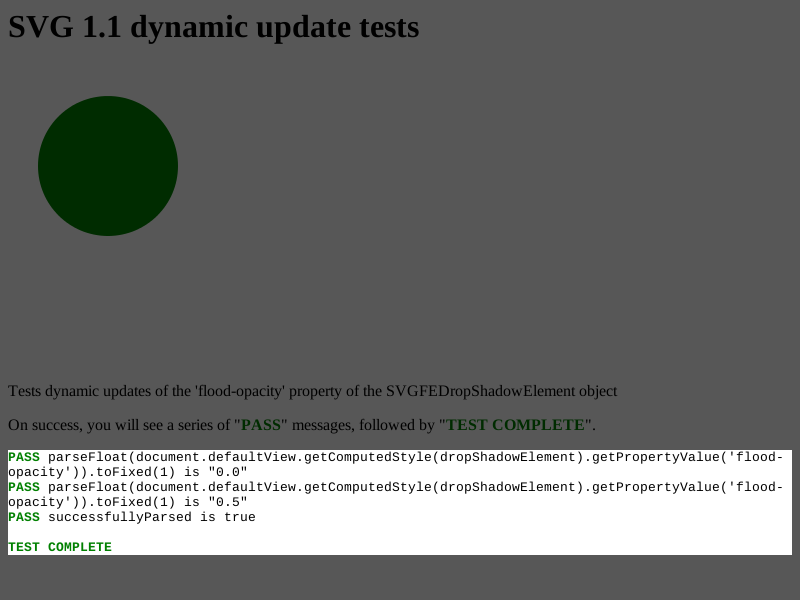 SVG 1.1 dynamic update tests
Tests dynamic updates of the 'flood-opacity' property of the SVGFEDropShadowElement object
On success, you will see a series of "PASS" messages, followed by "TEST COMPLETE".
PASS parseFloat(document.defaultView.getComputedStyle(dropShadowElement).getPropertyValue('flood-
opacity')).toFixed(1) is "0.0"
PASS parseFloat(document.defaultView.getComputedStyle(dropShadowElement).getPropertyValue('flood-
opacity')).toFixed(1) is "0.5"
PASS successfullyParsed is true
TEST COMPLETE